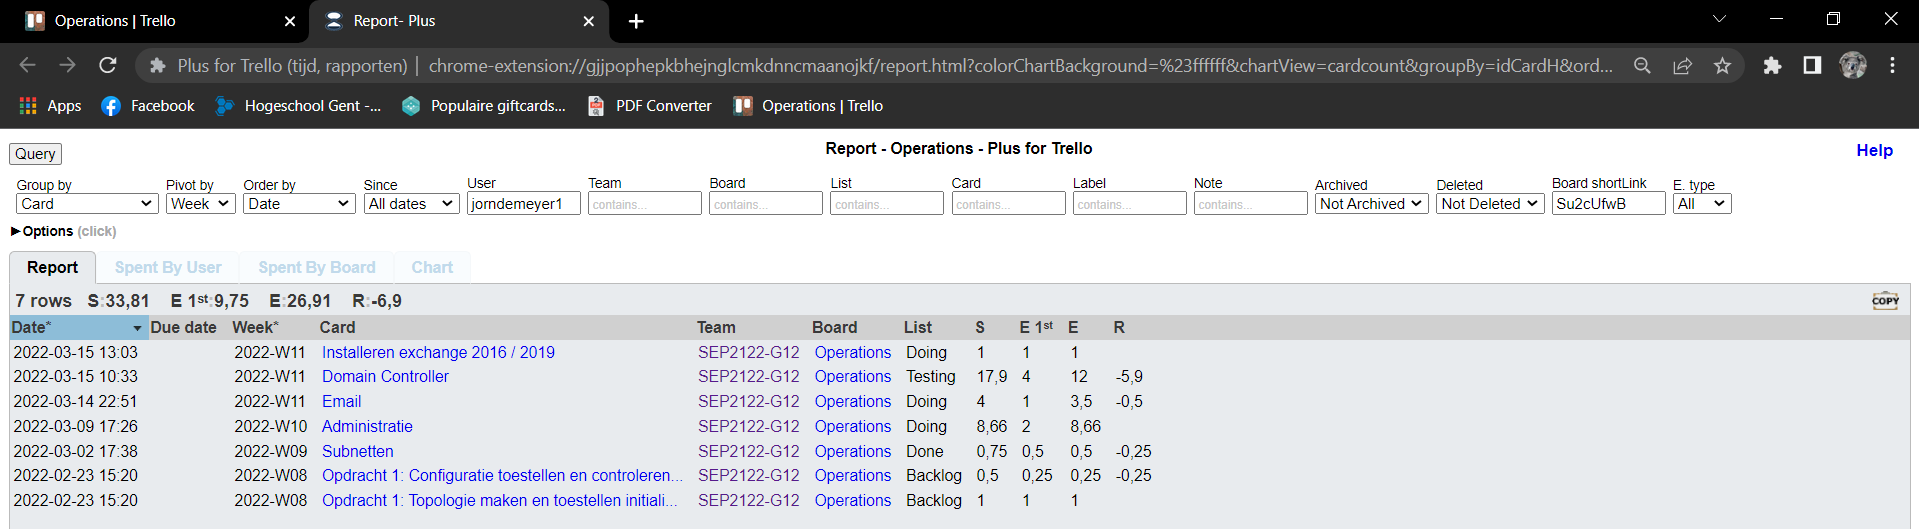 Operations | Trello
Report- Plus
Plus for Trello (tijd, rapporten) | chrome-extension://gjjpophepkbhejnglcmkdnncmaanojkf/report.html?colorChartBackground=%23ffffff&chartView=cardcount&groupBy=idCardH&ord...
Apps Facebook Hogeschool Gent -... Populaire giftcards... PDF Converter Operations | Trello
Query
Report - Operations - Plus for Trello
Help
Group by Pivot by Order by Since User Team Board List Card Label Note Archived Deleted Board shortLink E. type
Card Week Date All dates jorndemeyer1 contains... contains... contains... contains... contains... contains... Not Archived Not Deleted Su2cUfwB All
Options (click)
Report Spent By User Spent By Board Chart
7 rows S:33,81 E 1st:9,75 E:26,91 R:-6,9 COPY
Date* Due date Week* Card Team Board List S E 1st E R
2022-03-15 13:03 2022-W11 Installeren exchange 2016 / 2019 SEP2122-G12 Operations Doing 1 1 1
2022-03-15 10:33 2022-W11 Domain Controller SEP2122-G12 Operations Testing 17,9 4 12 -5,9
2022-03-14 22:51 2022-W11 Email SEP2122-G12 Operations Doing 4 1 3,5 -0,5
2022-03-09 17:26 2022-W10 Administratie SEP2122-G12 Operations Doing 8,66 2 8,66
2022-03-02 17:38 2022-W09 Subnetten SEP2122-G12 Operations Done 0,75 0,5 0,5 -0,25
2022-02-23 15:20 2022-W08 Opdracht 1: Configuratie toestellen en controleren... SEP2122-G12 Operations Backlog 0,5 0,25 0,25 -0,25
2022-02-23 15:20 2022-W08 Opdracht 1: Topologie maken en toestellen initiali... SEP2122-G12 Operations Backlog 1 1 1